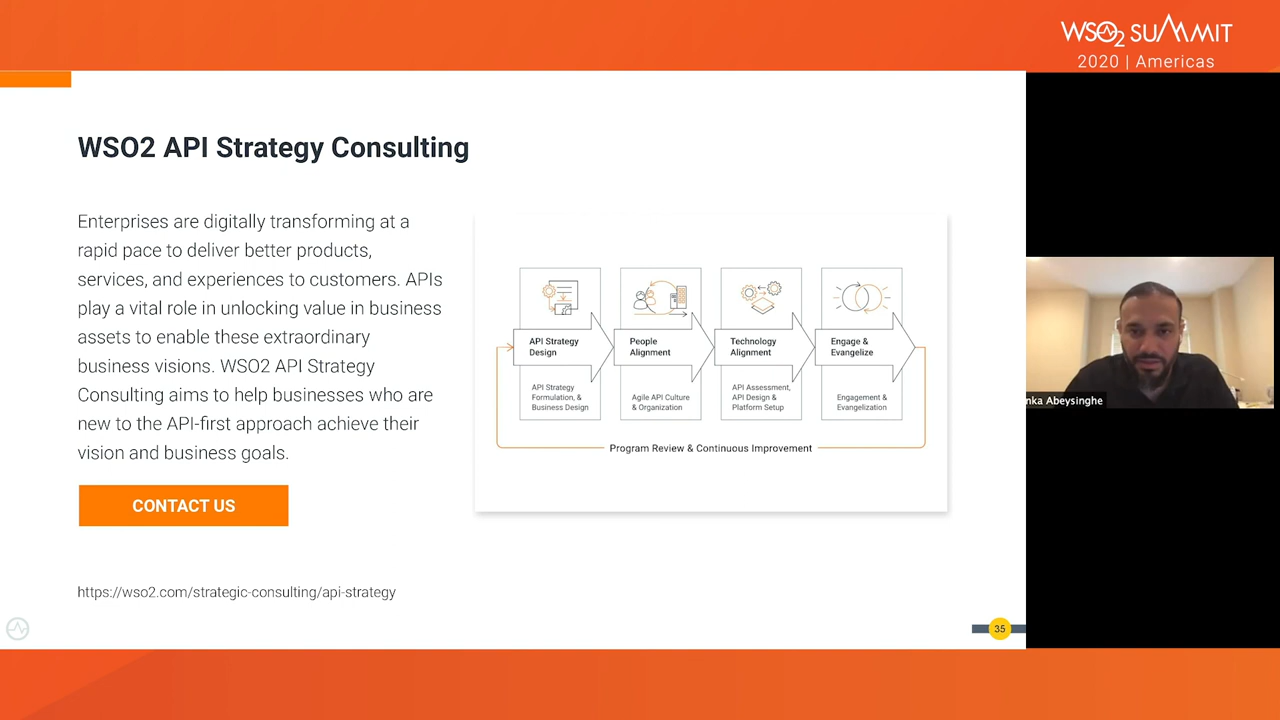 WSO2 SUMMIT
2020 | Americas
WSO2 API Strategy Consulting
Enterprises are digitally transforming at a
rapid pace to deliver better products,
services, and experiences to customers. APIs
play a vital role in unlocking value in business
assets to enable these extraordinary
business visions. WSO2 API Strategy
Consulting aims to help businesses who are
new to the API-first approach achieve their
vision and business goals.
CONTACT US
https://wso2.com/strategic-consulting/api-strategy
API Strategy
Design
API Strategy
Formulation, &
Business Design
People
Alignment
Agile API Culture
& Organization
Technology
Alignment
API Assessment,
API Design &
Platform Setup
Engage &
Evangelize
Engagement &
Evangelization
Program Review & Continuous Improvement
nka Abeysinghe
35